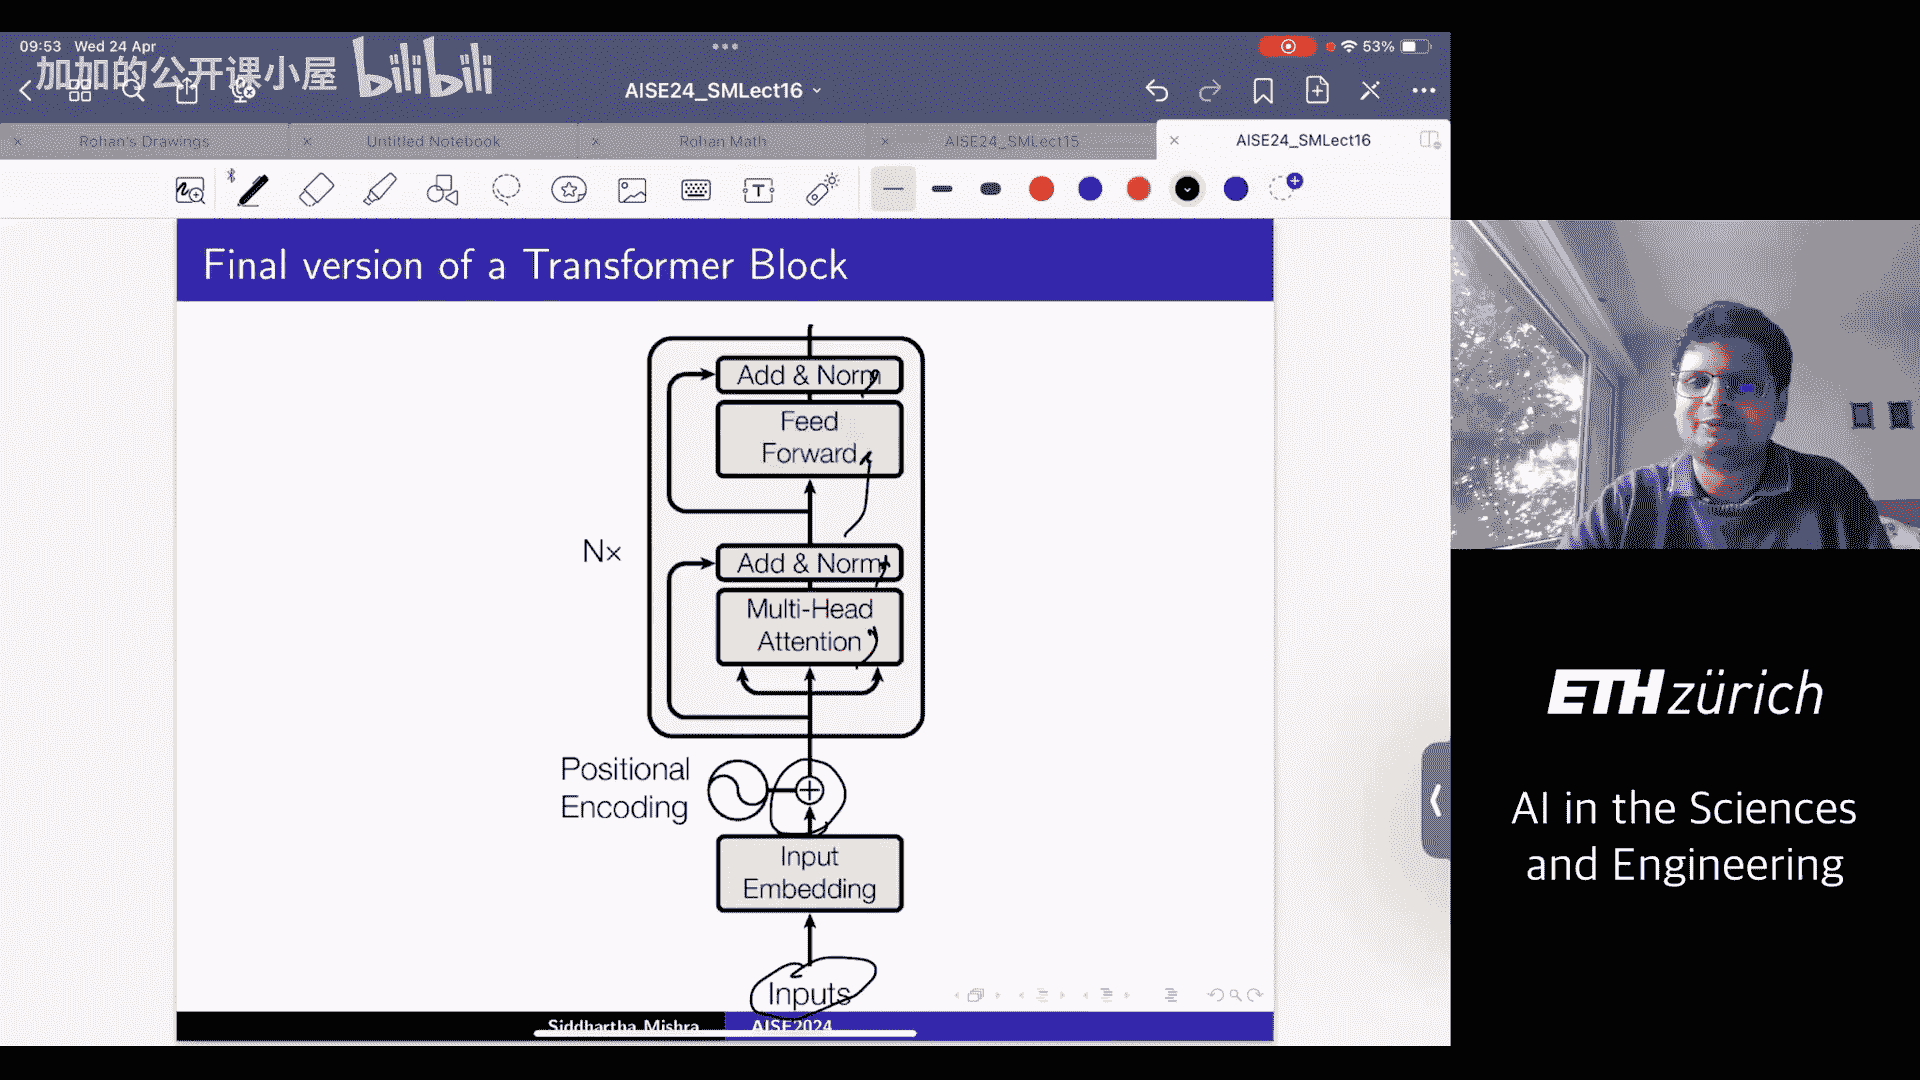 09:53 Wed 24 Apr
53%
加加的公开课小屋 bilibili
AISE24_SMLect16
Rohan's Drawings
Untitled Notebook
Rohan Math
AISE24_SMLect15
AISE24_SMLect16
Final version of a Transformer Block
Add & Norm
Feed
Forward
Nx
Add & Norm
Multi-Head
Attention
Positional
Encoding
Input
Embedding
Inputs
Siddhartha Mishra
AISE2024
ETH zürich
AI in the Sciences
and Engineering